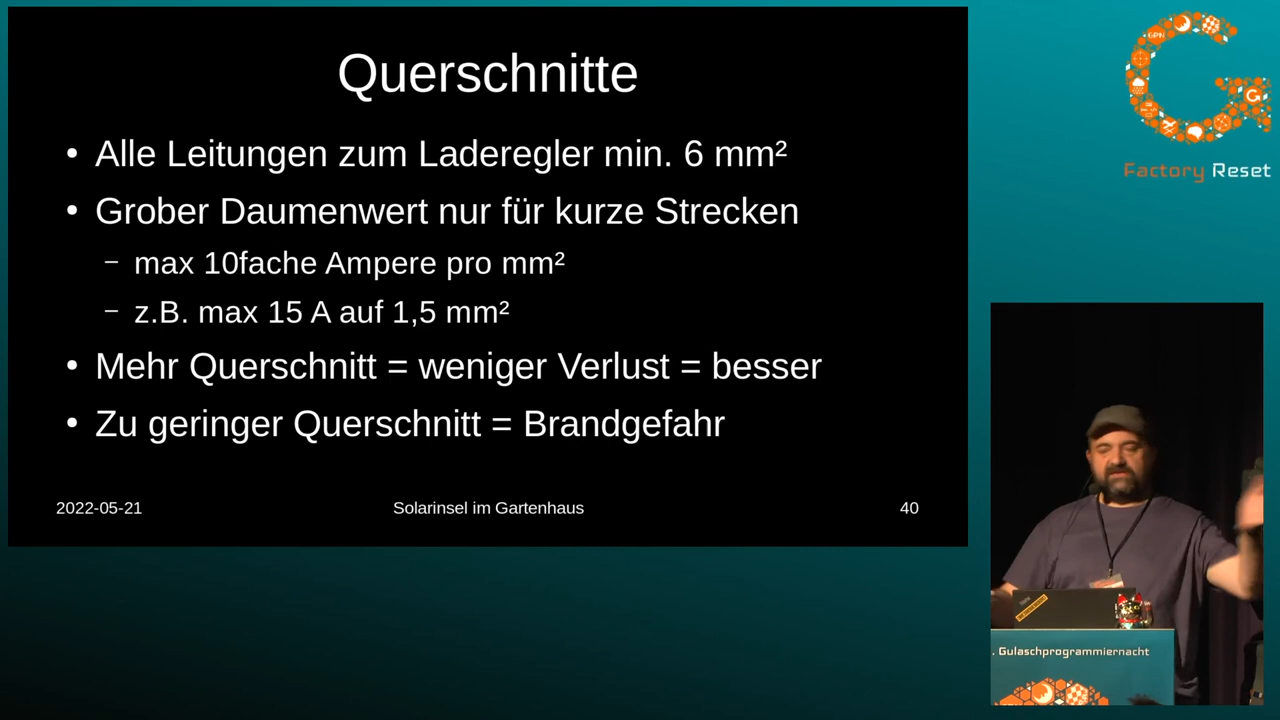 Querschnitte
• Alle Leitungen zum Laderegler min. 6 mm²
• Grober Daumenwert nur für kurze Strecken
– max 10fache Ampere pro mm²
– z.B. max 15 A auf 1,5 mm²
• Mehr Querschnitt = weniger Verlust = besser
• Zu geringer Querschnitt = Brandgefahr
2022-05-21
Solarinsel im Gartenhaus
40
GPN
Factory Reset
. Gulaschprogrammiernacht